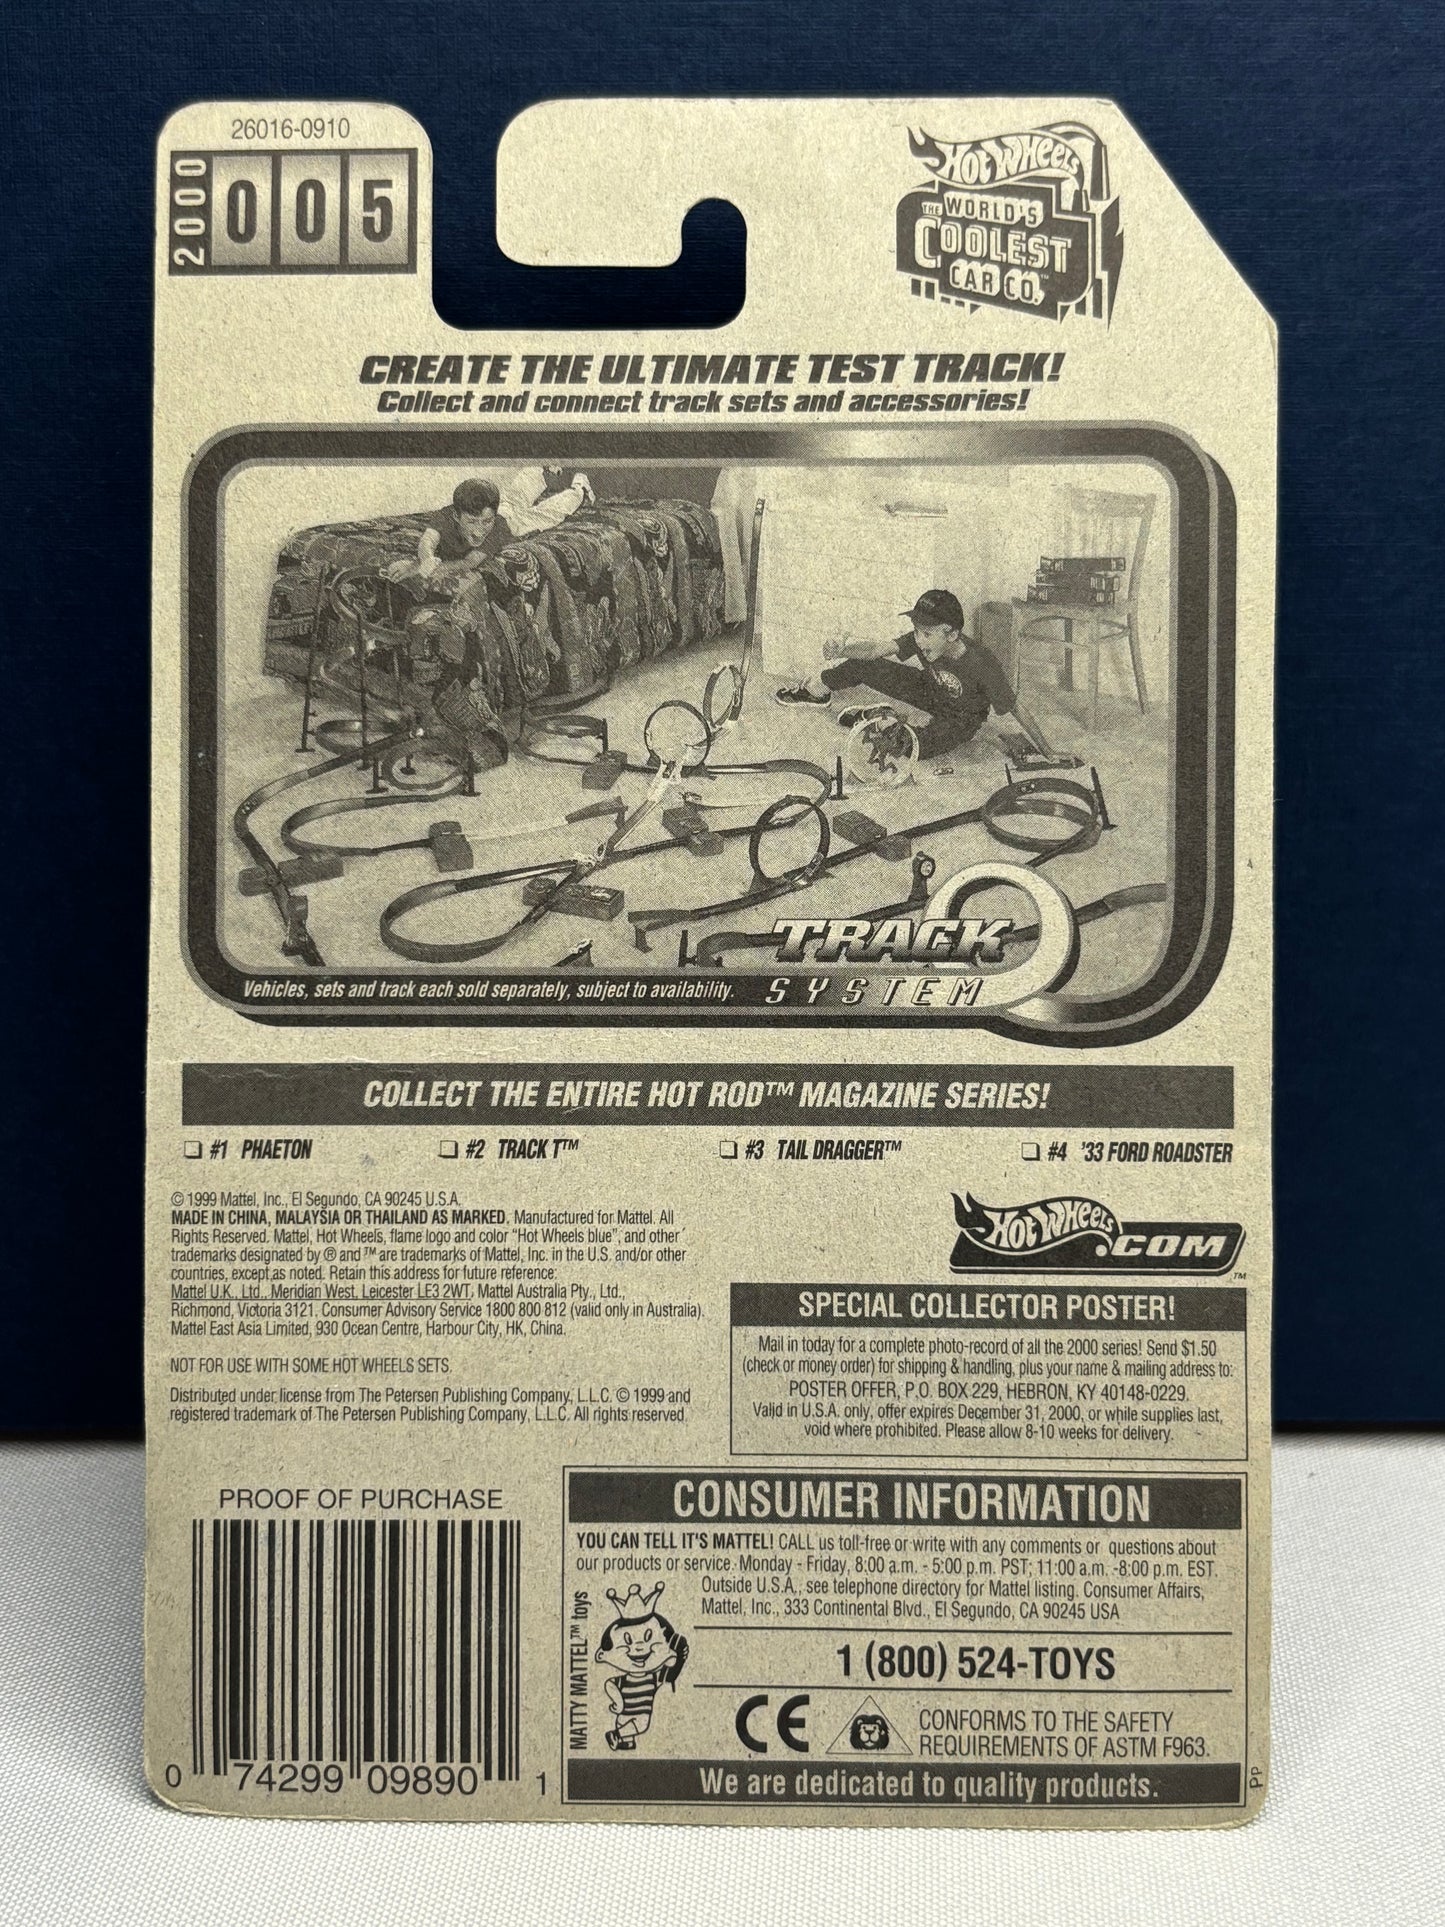 26016-0910
2000
005
HOT WHEELS
THE WORLD'S
COOLEST
CAR CO.™
CREATE THE ULTIMATE TEST TRACK!
Collect and connect track sets and accessories!
TRACK
SYSTEM
Vehicles, sets and track each sold separately, subject to availability.
COLLECT THE ENTIRE HOT ROD™ MAGAZINE SERIES!
❏ #1 PHAETON ❏ #2 TRACK T™ ❏ #3 TAIL DRAGGER™ ❏ #4 '33 FORD ROADSTER
© 1999 Mattel, Inc., El Segundo, CA 90245 U.S.A.
MADE IN CHINA, MALAYSIA OR THAILAND AS MARKED. Manufactured for Mattel. All
Rights Reserved. Mattel, Hot Wheels, flame logo and color "Hot Wheels blue", and other
trademarks designated by ® and ™ are trademarks of Mattel, Inc. in the U.S. and/or other
countries, except as noted. Retain this address for future reference:
Mattel U.K., Ltd., Meridian West, Leicester LE3 2WT. Mattel Australia Pty., Ltd.,
Richmond, Victoria 3121. Consumer Advisory Service 1800 800 812 (valid only in Australia).
Mattel East Asia Limited, 930 Ocean Centre, Harbour City, HK, China.
NOT FOR USE WITH SOME HOT WHEELS SETS.
Distributed under license from The Petersen Publishing Company, L.L.C. © 1999 and
registered trademark of The Petersen Publishing Company, L.L.C. All rights reserved.
HOT WHEELS
.COM™
SPECIAL COLLECTOR POSTER!
Mail in today for a complete photo-record of all the 2000 series! Send $1.50
(check or money order) for shipping & handling, plus your name & mailing address to:
POSTER OFFER, P.O. BOX 229, HEBRON, KY 40148-0229.
Valid in U.S.A. only, offer expires December 31, 2000, or while supplies last,
void where prohibited. Please allow 8-10 weeks for delivery.
PROOF OF PURCHASE
0 74299 09890 1
CONSUMER INFORMATION
YOU CAN TELL IT'S MATTEL! CALL us toll-free or write with any comments or questions about
our products or service. Monday - Friday, 8:00 a.m. - 5:00 p.m. PST; 11:00 a.m. -8:00 p.m. EST.
Outside U.S.A., see telephone directory for Mattel listing. Consumer Affairs,
Mattel, Inc., 333 Continental Blvd., El Segundo, CA 90245 USA
MATTY MATTEL™ toys
1 (800) 524-TOYS
CE
CONFORMS TO THE SAFETY
REQUIREMENTS OF ASTM F963.
We are dedicated to quality products.
PP